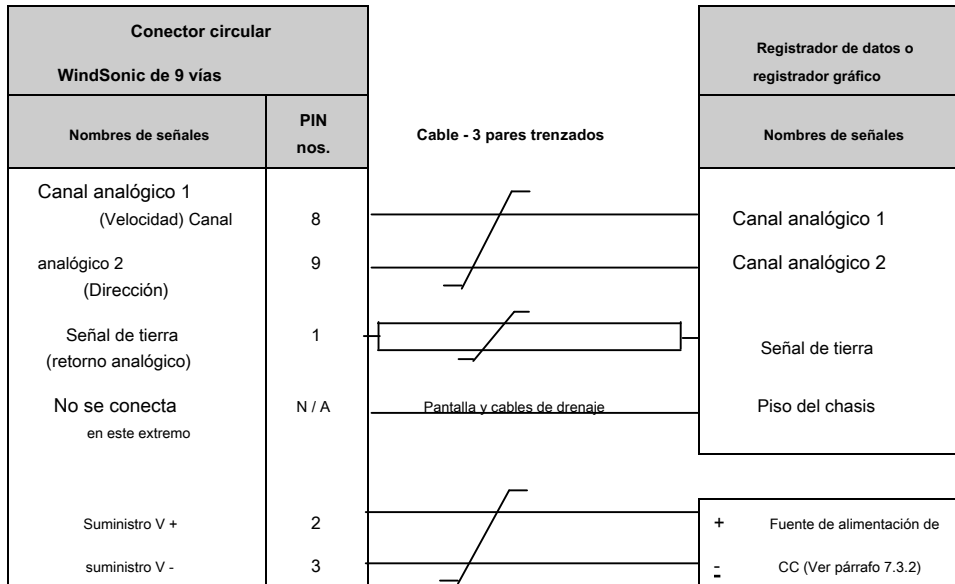 Conector circular
WindSonic de 9 vías
Registrador de datos o
registrador gráfico
Nombres de señales
PIN
nos.
Cable - 3 pares trenzados
Nombres de señales
Canal analógico 1
(Velocidad) Canal
8
Canal analógico 1
analógico 2
9
Canal analógico 2
(Dirección)
Señal de tierra
1
(retorno analógico)
Señal de tierra
No se conecta
N / A
Pantalla y cables de drenaje
Piso del chasis
en este extremo
Suministro V +
2
+ Fuente de alimentación de
suministro V -
3
- CC (Ver párrafo 7.3.2)